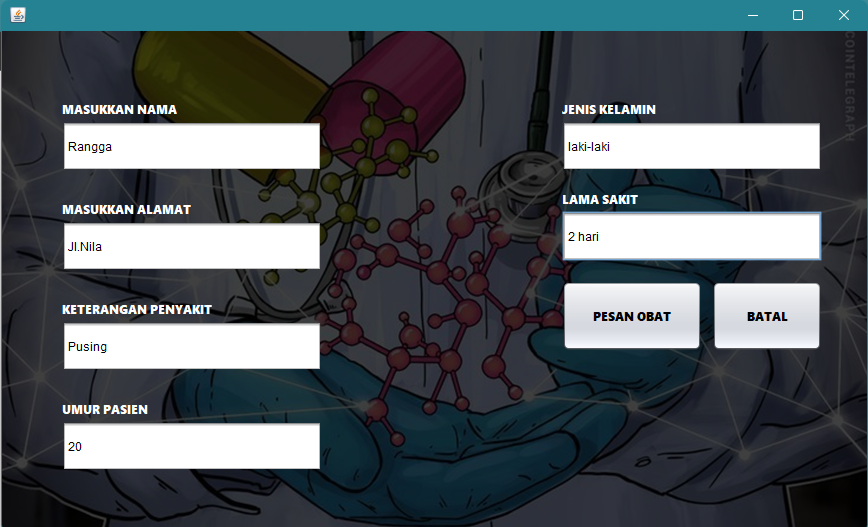 MASUKKAN NAMA
Rangga
MASUKKAN ALAMAT
Jl.Nila
KETERANGAN PENYAKIT
Pusing
UMUR PASIEN
20
JENIS KELAMIN
laki-laki
LAMA SAKIT
2 hari
PESAN OBAT
BATAL
COINTELEGRAPH